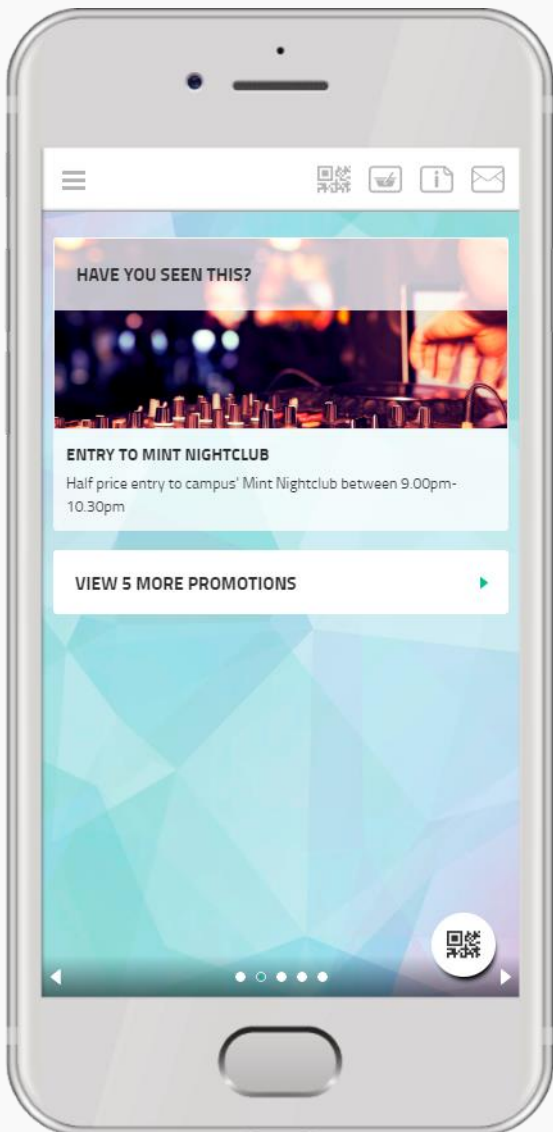 HAVE YOU SEEN THIS?
ENTRY TO MINT NIGHTCLUB
Half price entry to campus' Mint Nightclub between 9.00pm-
10.30pm
VIEW 5 MORE PROMOTIONS